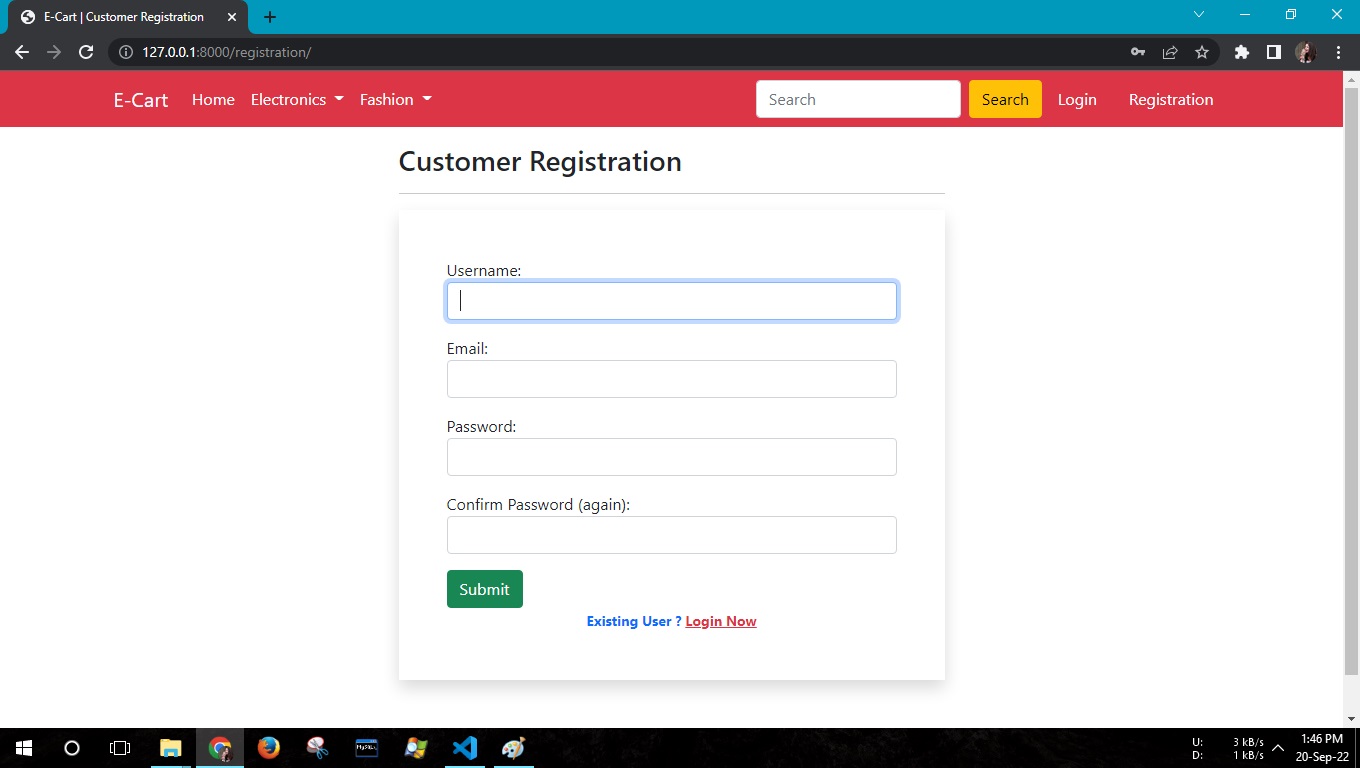 E-Cart | Customer Registration
127.0.0.1:8000/registration/
E-Cart Home Electronics Fashion Search Search Login Registration
Customer Registration
Username:
Email:
Password:
Confirm Password (again):
Submit
Existing User ? Login Now
U: 3 kB/s
D: 1 kB/s
1:46 PM
20-Sep-22
MySQL